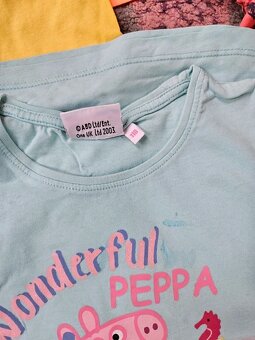 © ABD Ltd/Ent.
One UK Ltd 2003.
Wonderful
PEPPA